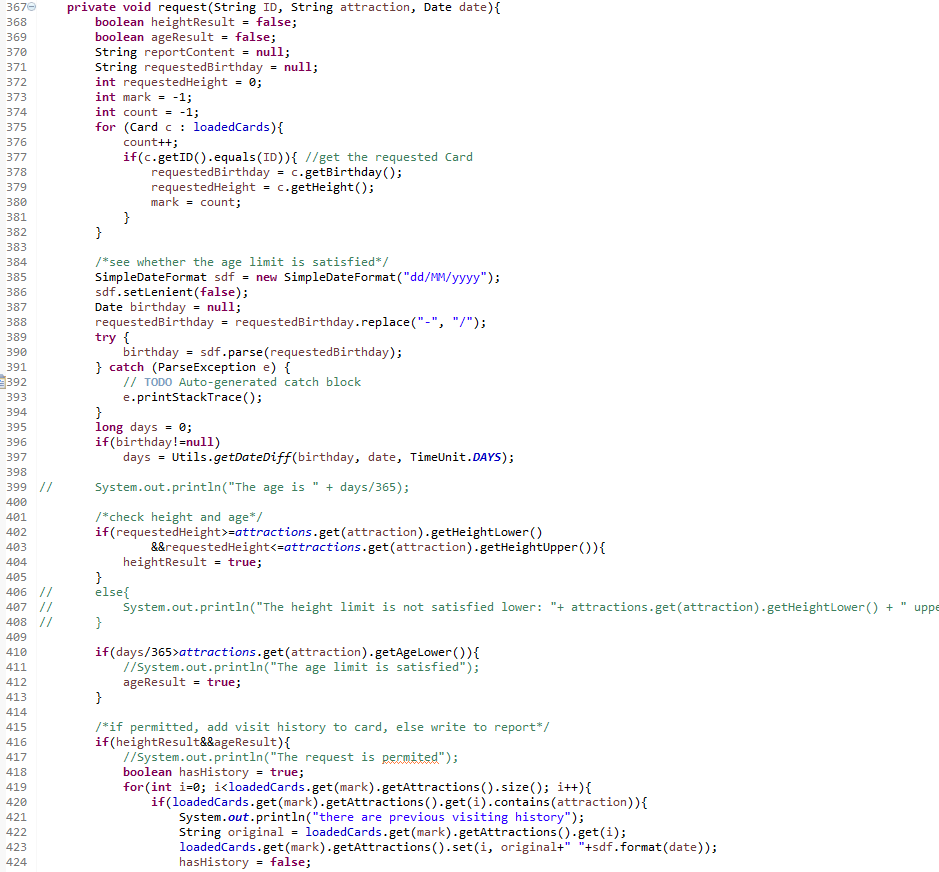 367 private void request(String ID, String attraction, Date date){
368 boolean heightResult = false;
369 boolean ageResult = false;
370 String reportContent = null;
371 String requestedBirthday = null;
372 int requestedHeight = 0;
373 int mark = -1;
374 int count = -1;
375 for (Card c : loadedCards){
376 count++;
377 if(c.getID().equals(ID)){ //get the requested Card
378 requestedBirthday = c.getBirthday();
379 requestedHeight = c.getHeight();
380 mark = count;
381 }
382 }
383
384 /*see whether the age limit is satisfied*/
385 SimpleDateFormat sdf = new SimpleDateFormat("dd/MM/yyyy");
386 sdf.setLenient(false);
387 Date birthday = null;
388 requestedBirthday = requestedBirthday.replace("-", "/");
389 try {
390 birthday = sdf.parse(requestedBirthday);
391 } catch (ParseException e) {
392 // TODO Auto-generated catch block
393 e.printStackTrace();
394 }
395 long days = 0;
396 if(birthday!=null)
397 days = Utils.getDateDiff(birthday, date, TimeUnit.DAYS);
398
399 // System.out.println("The age is " + days/365);
400
401 /*check height and age*/
402 if(requestedHeight>=attractions.get(attraction).getHeightLower()
403 &&requestedHeight<=attractions.get(attraction).getHeightUpper()){
404 heightResult = true;
405 }
406 // else{
407 // System.out.println("The height limit is not satisfied lower: "+ attractions.get(attraction).getHeightLower() + " uppe
408 // }
409
410 if(days/365>attractions.get(attraction).getAgeLower()){
411 //System.out.println("The age limit is satisfied");
412 ageResult = true;
413 }
414
415 /*if permitted, add visit history to card, else write to report*/
416 if(heightResult&&ageResult){
417 //System.out.println("The request is permited");
418 boolean hasHistory = true;
419 for(int i=0; i<loadedCards.get(mark).getAttractions().size(); i++){
420 if(loadedCards.get(mark).getAttractions().get(i).contains(attraction)){
421 System.out.println("there are previous visiting history");
422 String original = loadedCards.get(mark).getAttractions().get(i);
423 loadedCards.get(mark).getAttractions().set(i, original+" "+sdf.format(date));
424 hasHistory = false;